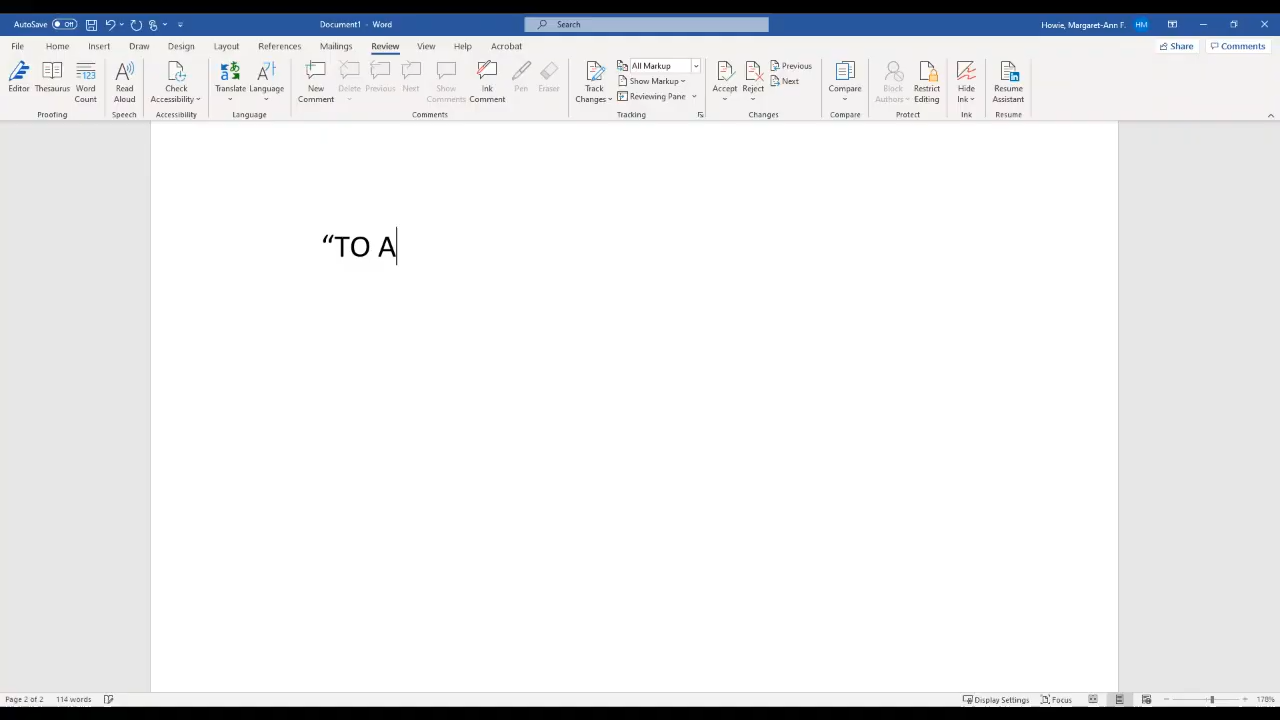 AutoSave Off
Document1 - Word
Search
Howie, Margaret-Ann F. HM
File Home Insert Draw Design Layout References Mailings Review View Help Acrobat
Share Comments
Editor Thesaurus Word Count
Read Aloud
Check Accessibility
Translate Language
New Comment Delete Previous Next Show Comments Ink Comment Pen Eraser
Track Changes All Markup
Show Markup
Reviewing Pane
Accept Reject Previous
Next
Compare
Block Authors Restrict Editing
Hide Ink
Resume Assistant
Proofing Speech Accessibility Language Comments Tracking Changes Compare Protect Ink Resume
“TO A
Page 2 of 2 114 words
Display Settings Focus 178%